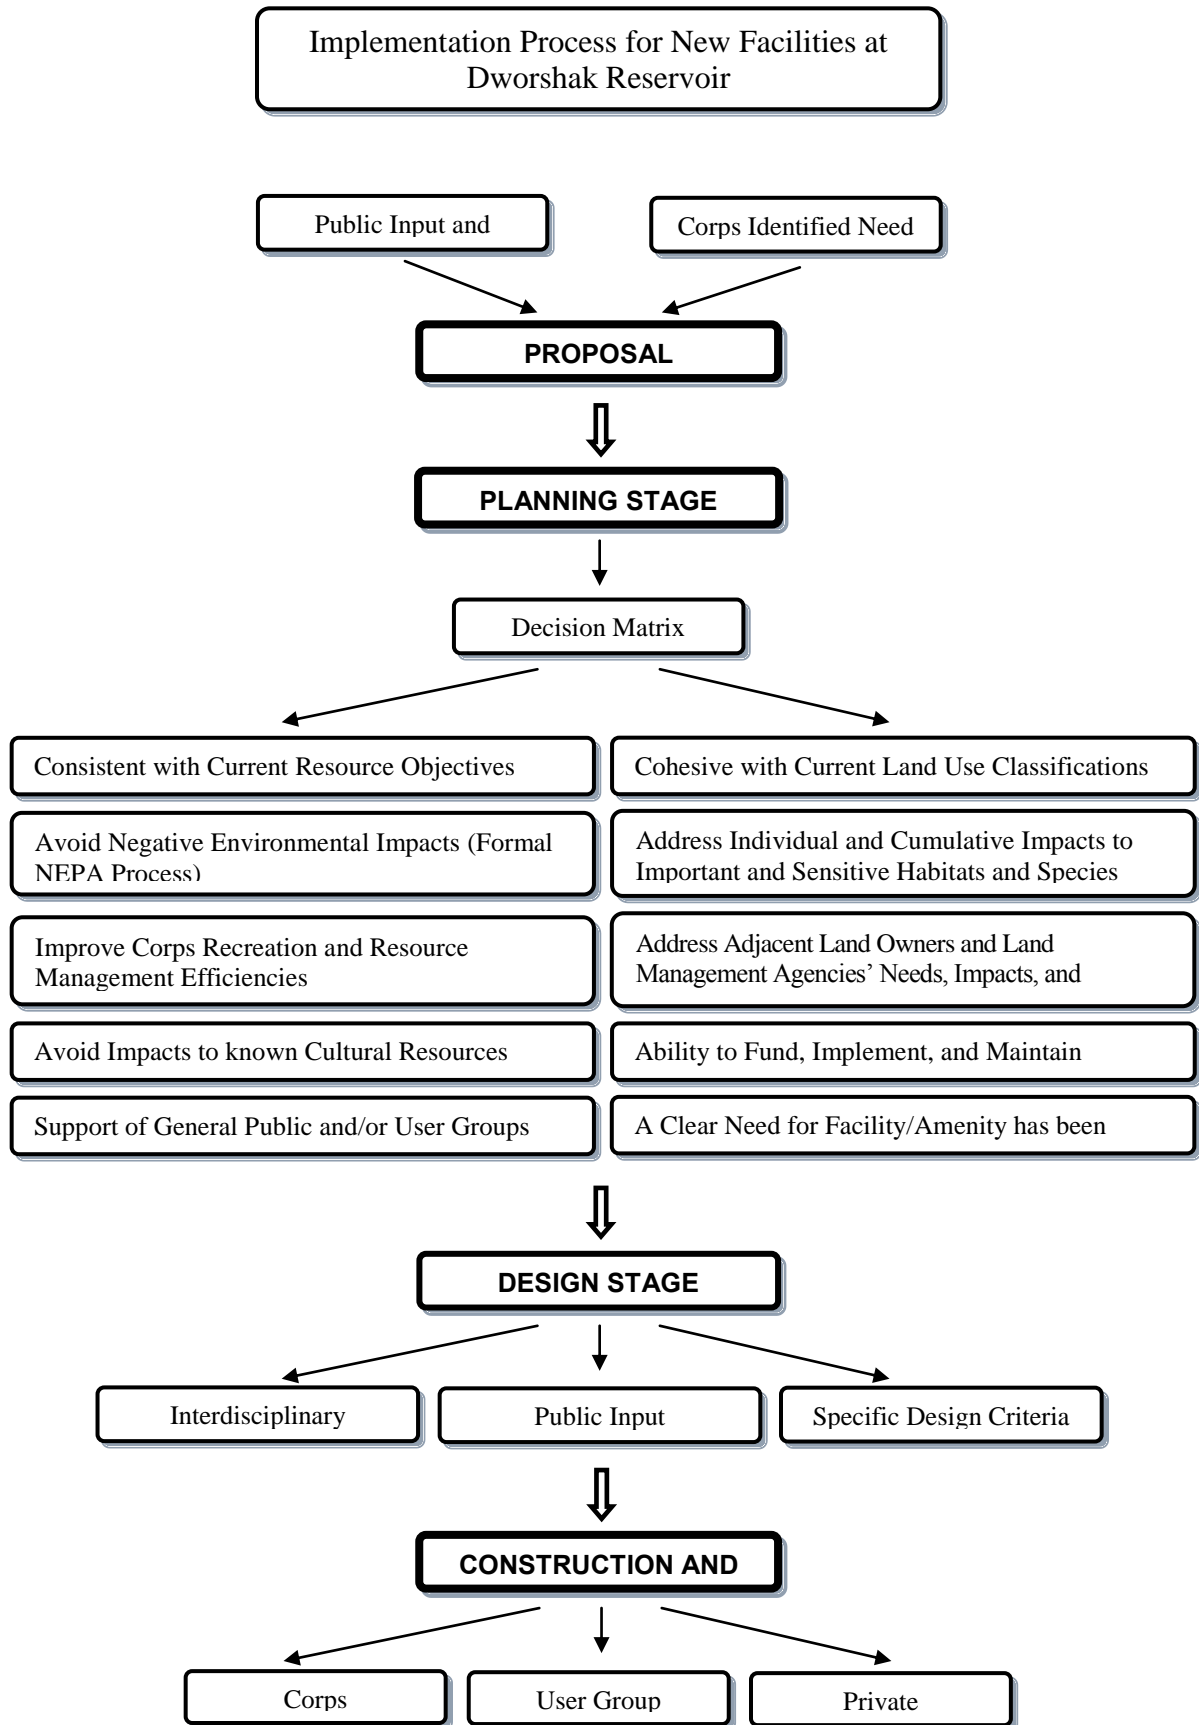 Implementation Process for New Facilities at
Dworshak Reservoir
Public Input and
Corps Identified Need
PROPOSAL
PLANNING STAGE
Decision Matrix
Consistent with Current Resource Objectives
Cohesive with Current Land Use Classifications
Avoid Negative Environmental Impacts (Formal
NEPA Process)
Address Individual and Cumulative Impacts to
Important and Sensitive Habitats and Species
Improve Corps Recreation and Resource
Management Efficiencies
Address Adjacent Land Owners and Land
Management Agencies’ Needs, Impacts, and
Avoid Impacts to known Cultural Resources
Ability to Fund, Implement, and Maintain
Support of General Public and/or User Groups
A Clear Need for Facility/Amenity has been
DESIGN STAGE
Interdisciplinary
Public Input
Specific Design Criteria
CONSTRUCTION AND
Corps
User Group
Private